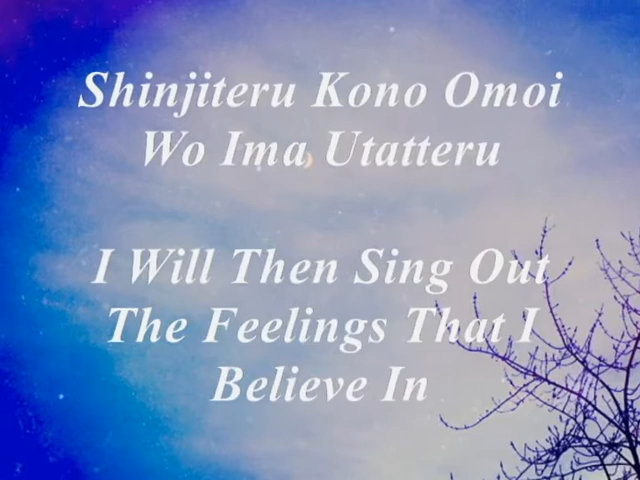 Shinjiteru Kono Omoi
Wo Ima Utatteru
I Will Then Sing Out
The Feelings That I
Believe In